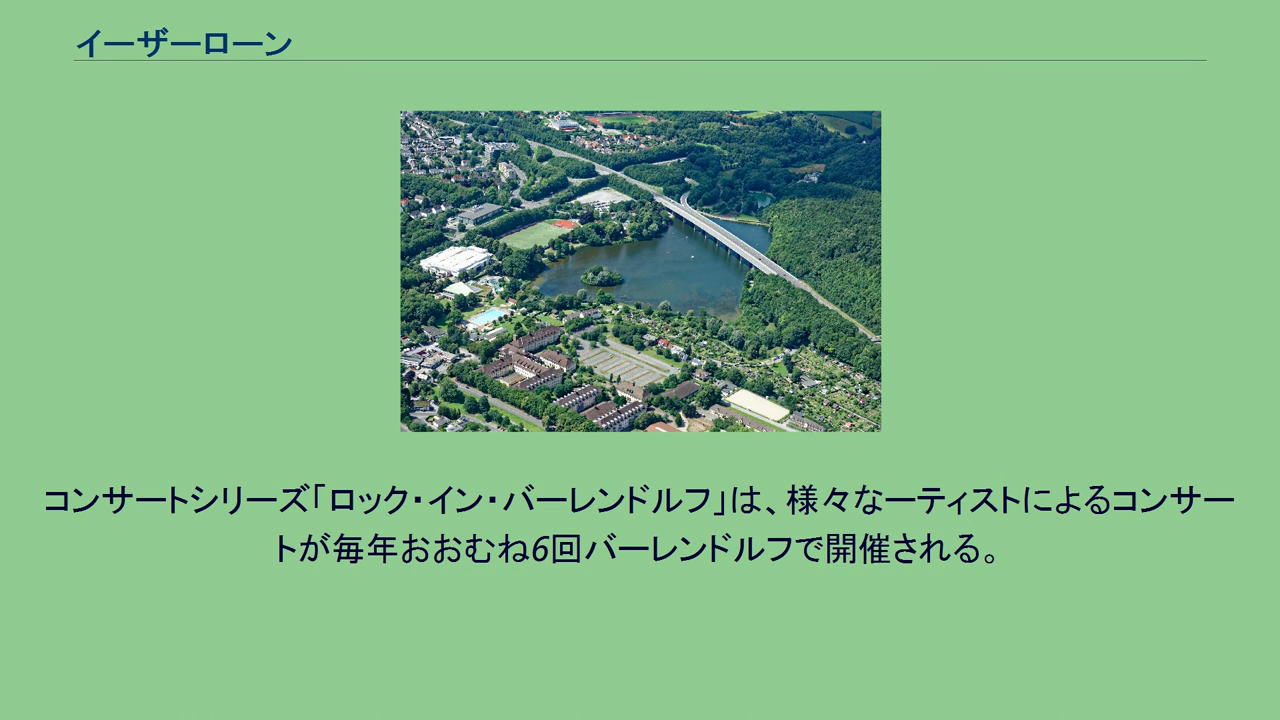 イーザーローン
コンサートシリーズ「ロック・イン・バーレンドルフ」は、様々なーティストによるコンサー
トが毎年おおむね6回バーレンドルフで開催される。